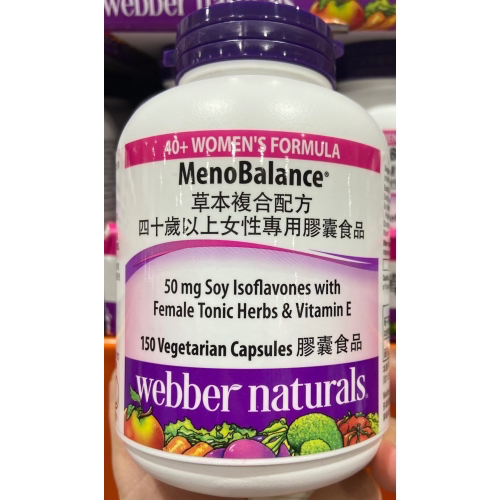 webber naturals
40+ WOMEN'S FORMULA
MenoBalance®
草本複合配方
四十歲以上女性專用膠囊食品
50 mg Soy Isoflavones with
Female Tonic Herbs & Vitamin E
150 Vegetarian Capsules 膠囊食品
webber naturals®